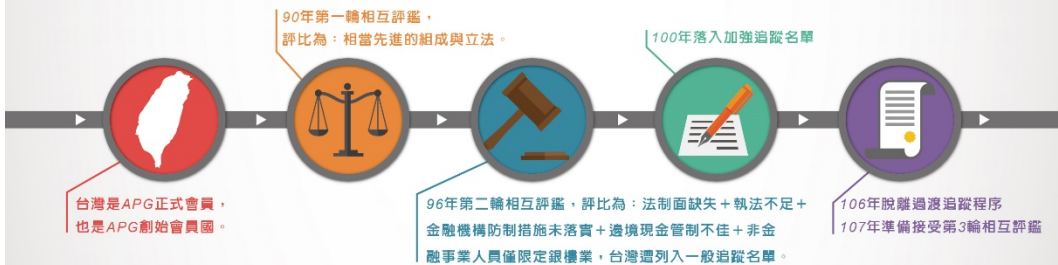 台灣是APG正式會員，
也是APG創始會員國。
90年第一輪相互評鑑，
評比為：相當先進的組成與立法。
96年第二輪相互評鑑，評比為：法制面缺失＋執法不足＋
金融機構防制措施未落實＋邊境現金管制不佳＋非金
融事業人員僅限定銀樓業，台灣遭列入一般追蹤名單。
100年落入加強追蹤名單
106年脫離過渡追蹤程序
107年準備接受第3輪相互評鑑